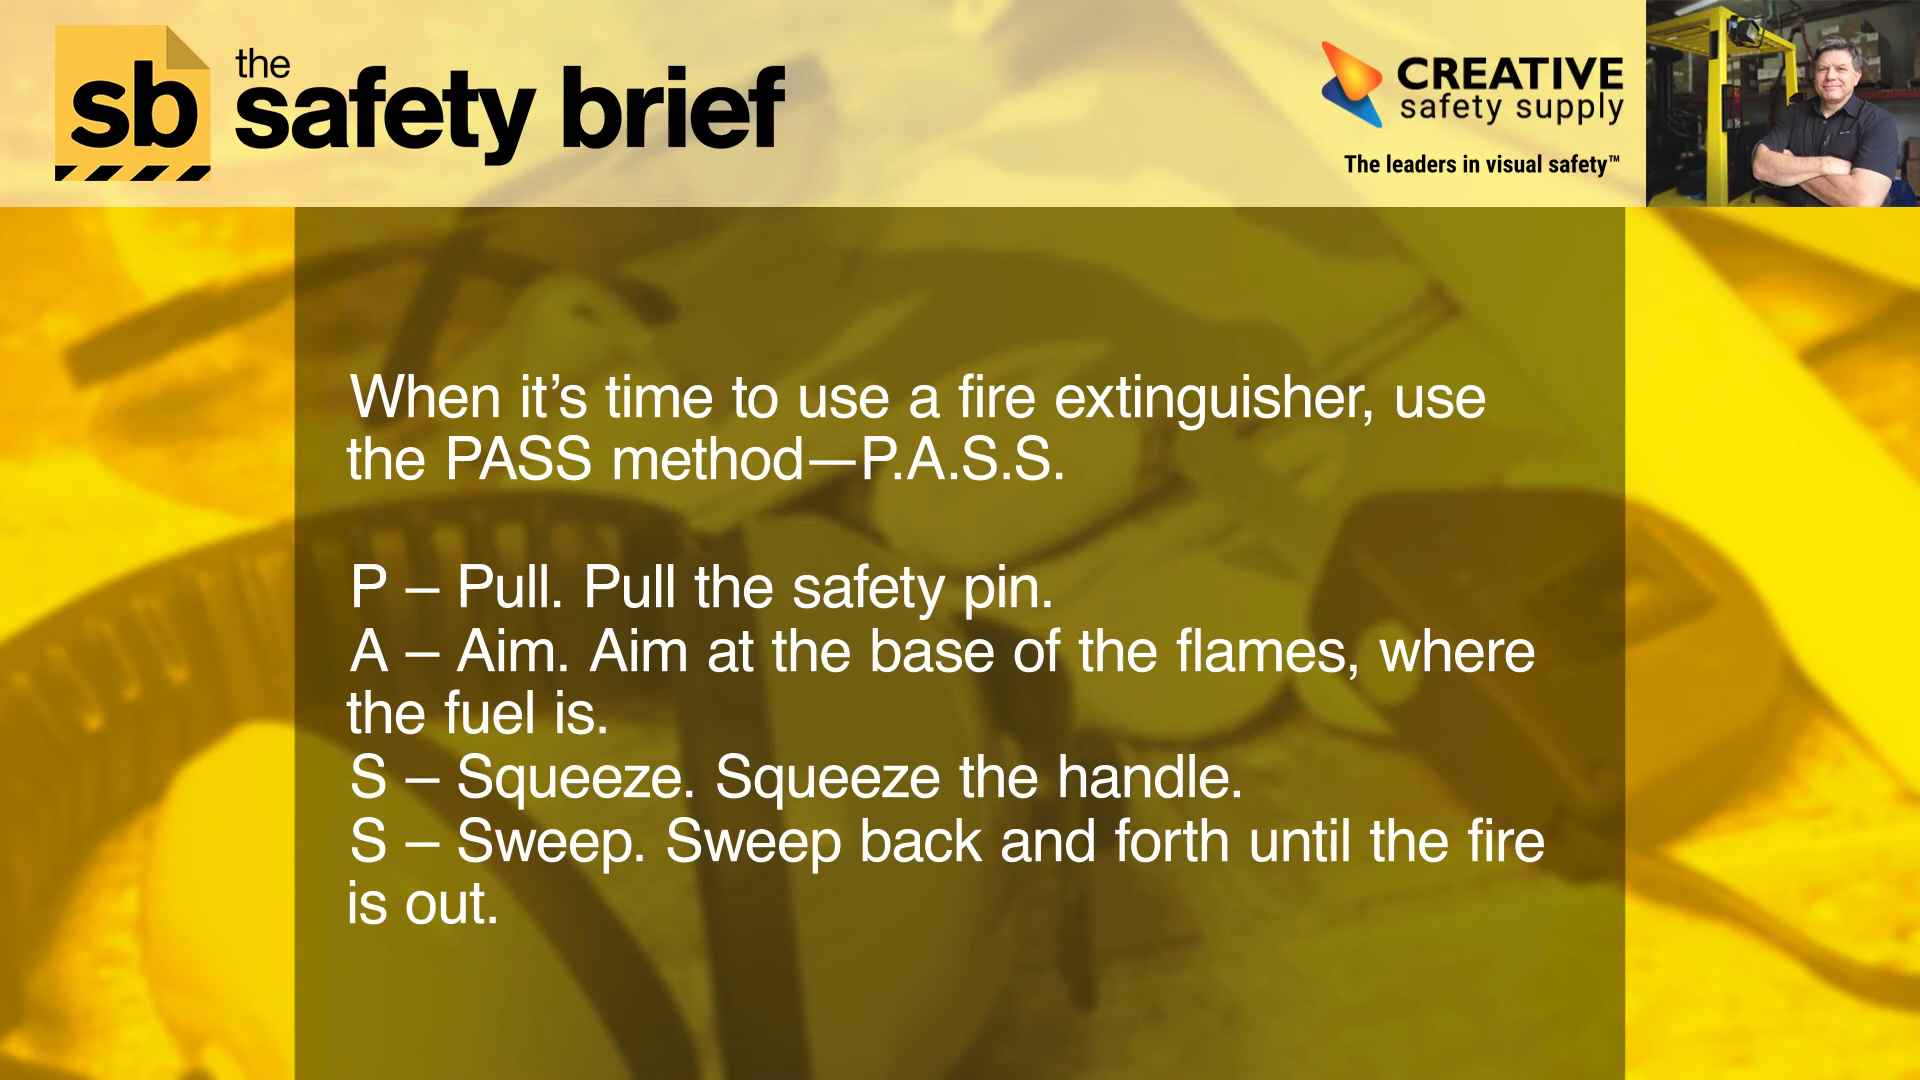 sb
the
safety brief
CREATIVE
safety supply
The leaders in visual safety™
When it’s time to use a fire extinguisher, use
the PASS method—P.A.S.S.
P – Pull. Pull the safety pin.
A – Aim. Aim at the base of the flames, where
the fuel is.
S – Squeeze. Squeeze the handle.
S – Sweep. Sweep back and forth until the fire
is out.